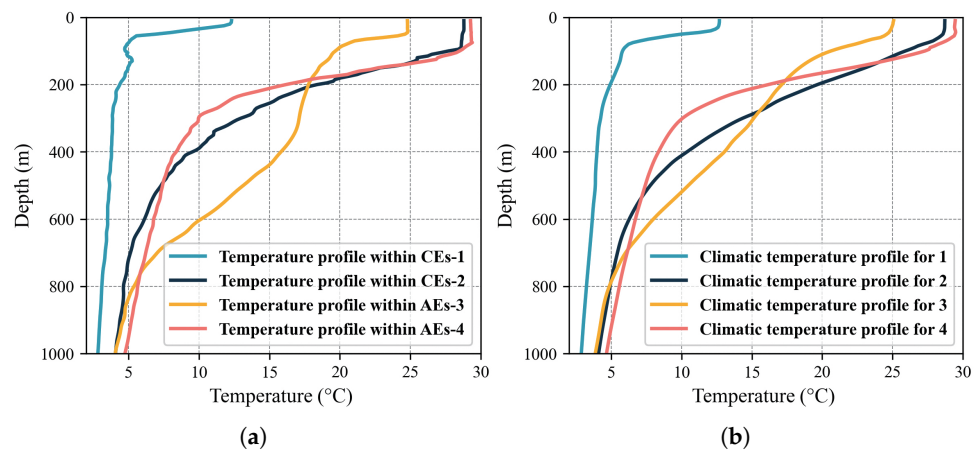 0
200
400
600
800
1000
Depth (m)
5
10
15
20
25
30
Temperature (°C)
Temperature profile within CEs-1
Temperature profile within CEs-2
Temperature profile within AEs-3
Temperature profile within AEs-4
(a)
0
200
400
600
800
1000
Depth (m)
5
10
15
20
25
30
Temperature (°C)
Climatic temperature profile for 1
Climatic temperature profile for 2
Climatic temperature profile for 3
Climatic temperature profile for 4
(b)